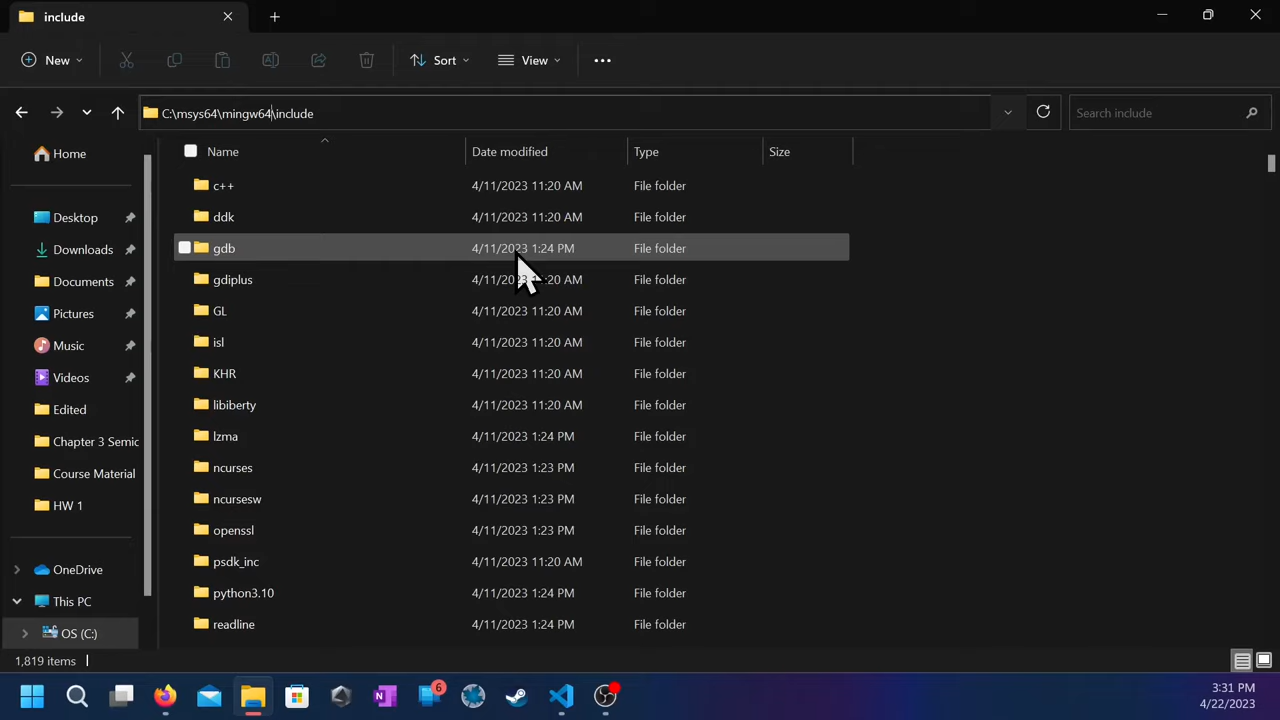 include
New
Sort
View
C:\msys64\mingw64\include
Search include
Name Date modified Type Size
Home
Desktop
Downloads
Documents
Pictures
Music
Videos
Edited
Chapter 3 Semic
Course Material
HW 1
OneDrive
This PC
OS (C:)
c++ 4/11/2023 11:20 AM File folder
ddk 4/11/2023 11:20 AM File folder
gdb 4/11/2023 1:24 PM File folder
gdiplus 4/11/2023 11:20 AM File folder
GL 4/11/2023 11:20 AM File folder
isl 4/11/2023 11:20 AM File folder
KHR 4/11/2023 11:20 AM File folder
libiberty 4/11/2023 11:20 AM File folder
lzma 4/11/2023 1:24 PM File folder
ncurses 4/11/2023 1:23 PM File folder
ncursesw 4/11/2023 1:23 PM File folder
openssl 4/11/2023 1:23 PM File folder
psdk_inc 4/11/2023 11:20 AM File folder
python3.10 4/11/2023 1:24 PM File folder
readline 4/11/2023 1:24 PM File folder
1,819 items
6
3:31 PM
4/22/2023